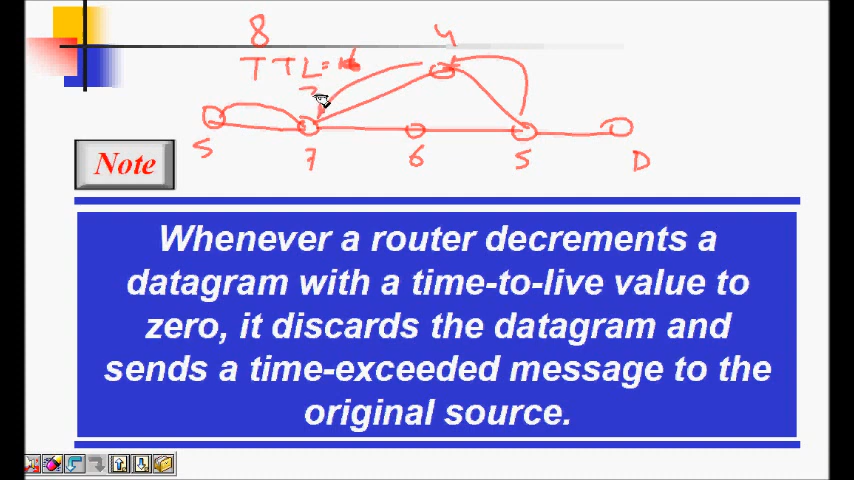 8
4
TTL=
S
7
6
5
D
Note
Whenever a router decrements a
datagram with a time-to-live value to
zero, it discards the datagram and
sends a time-exceeded message to the
original source.